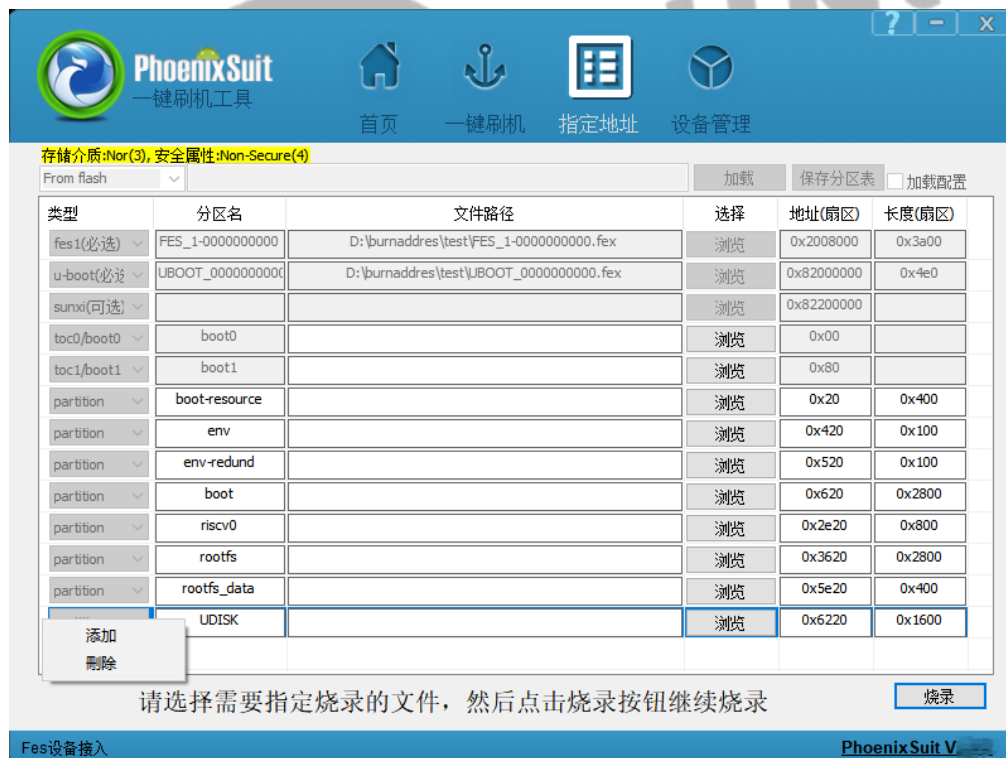 ? - X
PhoenixSuit
一键刷机工具
首页 一键刷机 指定地址 设备管理
存储介质:Nor(3), 安全属性:Non-Secure(4)
From flash 加载 保存分区表 加载配置
类型 分区名 文件路径 选择 地址(扇区) 长度(扇区)
fes1(必选) FES_1-0000000000 D:\burnaddres\test\FES_1-0000000000.fex 浏览 0x2008000 0x3a00
u-boot(必选 UBOOT_0000000000 D:\burnaddres\test\UBOOT_0000000000.fex 浏览 0x82000000 0x4e0
sunxi(可选) 浏览 0x82200000
toc0/boot0 boot0 浏览 0x00
toc1/boot1 boot1 浏览 0x80
partition boot-resource 浏览 0x20 0x400
partition env 浏览 0x420 0x100
partition env-redund 浏览 0x520 0x100
partition boot 浏览 0x620 0x2800
partition riscv0 浏览 0x2e20 0x800
partition rootfs 浏览 0x3620 0x2800
partition rootfs_data 浏览 0x5e20 0x400
UDISK 浏览 0x6220 0x1600
添加
删除
请选择需要指定烧录的文件，然后点击烧录按钮继续烧录 烧录
Fes设备接入 PhoenixSuit V